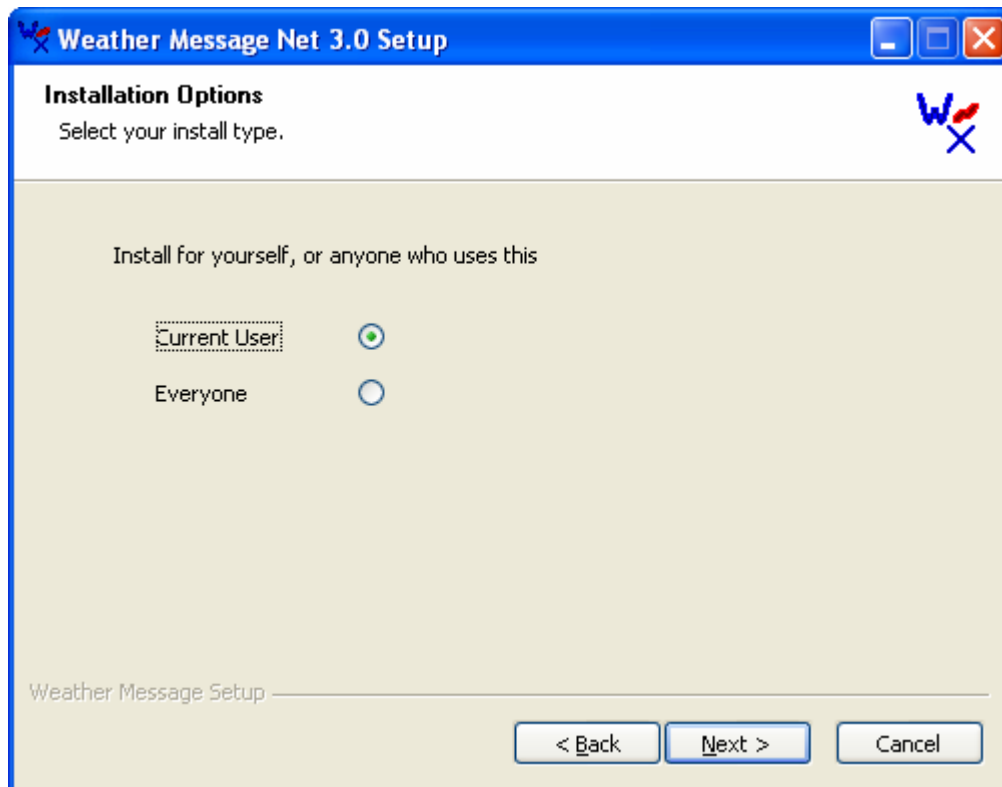 Weather Message Net 3.0 Setup
Installation Options
Select your install type.
Install for yourself, or anyone who uses this
Current User
Everyone
Weather Message Setup
< Back Next > Cancel